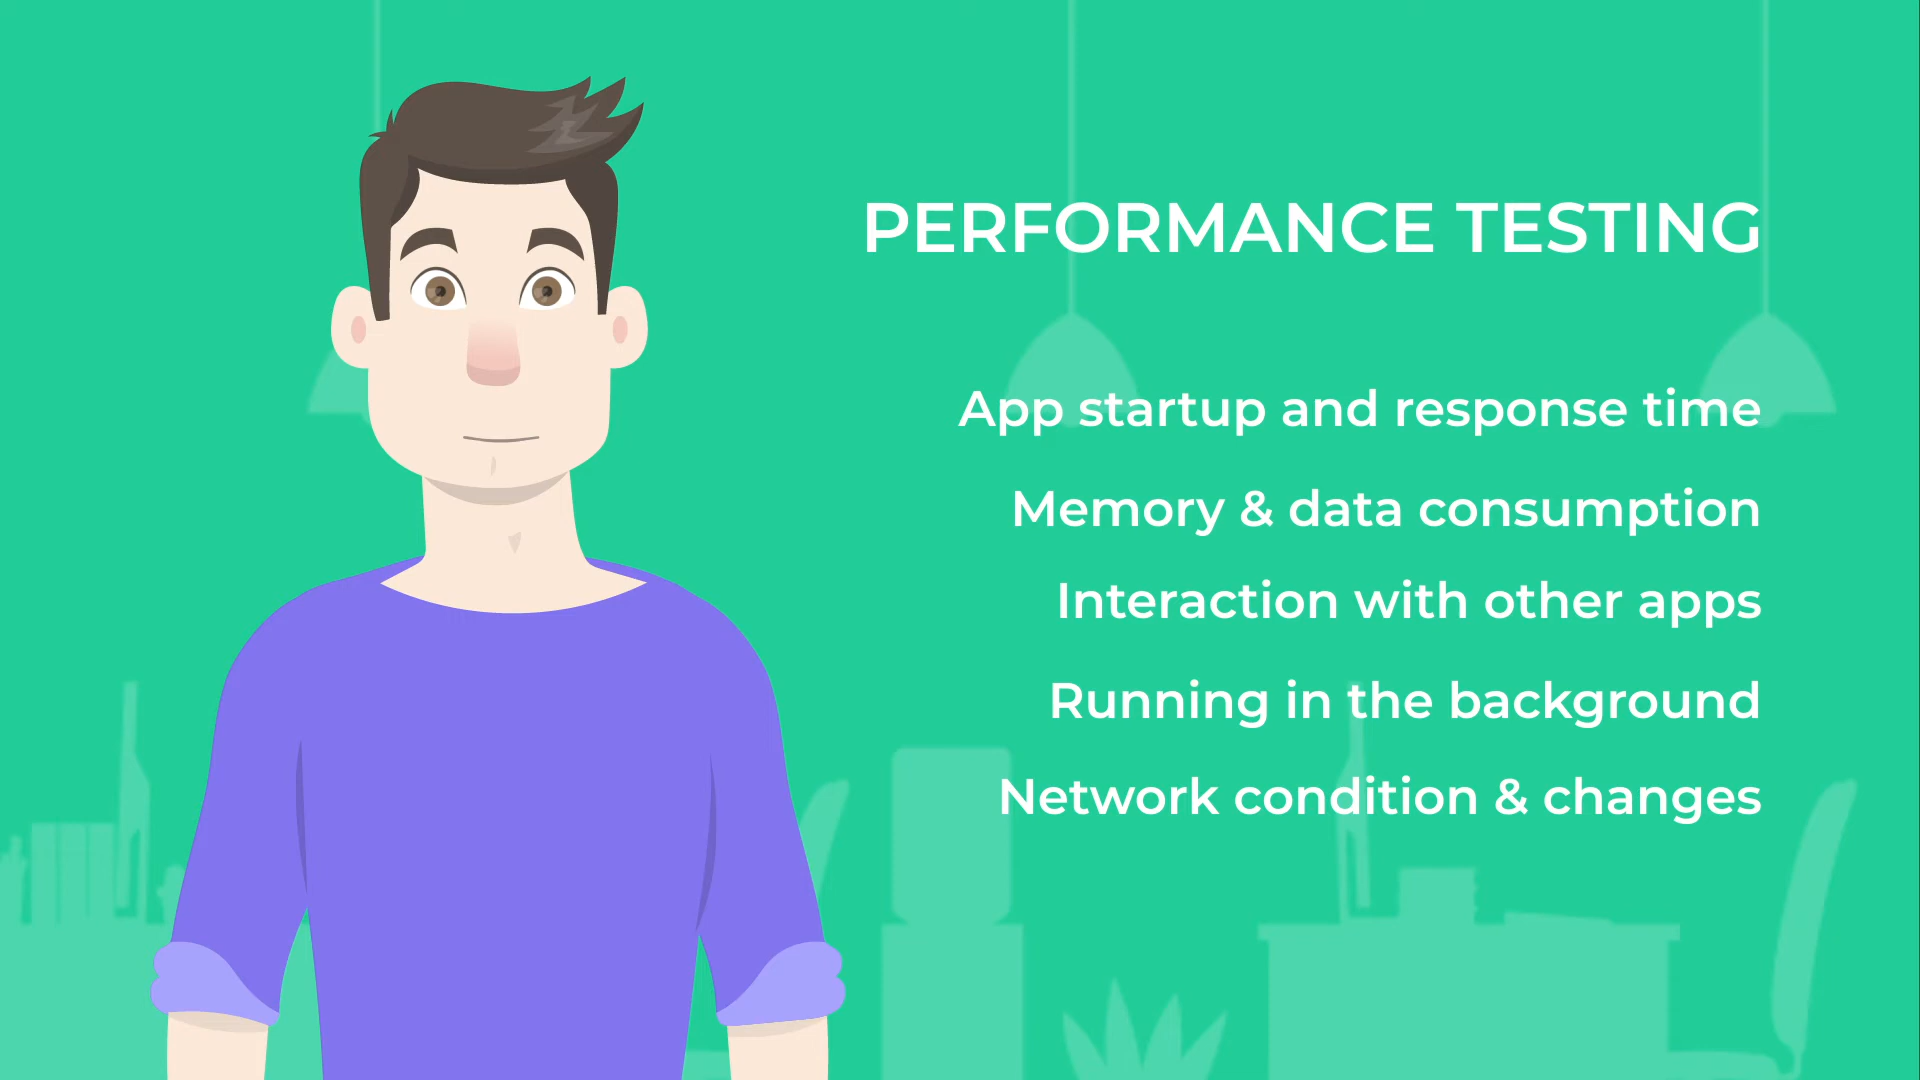 PERFORMANCE TESTING
App startup and response time
Memory & data consumption
Interaction with other apps
Running in the background
Network condition & changes